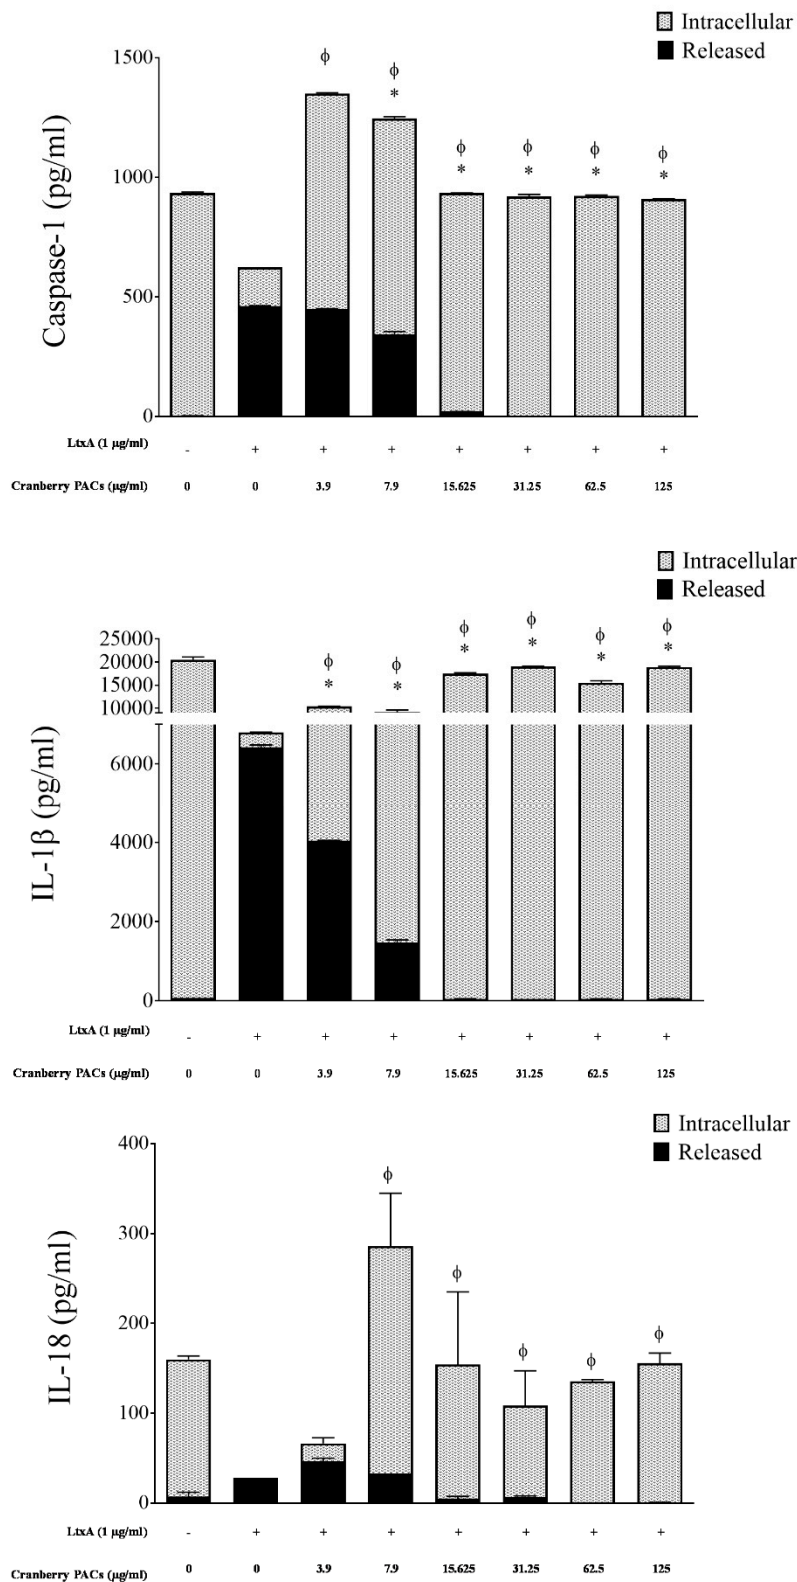 Intracellular
Released
Caspase-1 (pg/ml)
1500
ϕ
ϕ
*
ϕ
*
ϕ
*
ϕ
*
ϕ
*
1000
500
0
LtxA (1 µg/ml) - + + + + + + +
Cranberry PACs (µg/ml) 0 0 3.9 7.9 15.625 31.25 62.5 125
Intracellular
Released
IL-1β (pg/ml)
25000
20000
15000
10000
ϕ
*
ϕ
*
ϕ
*
ϕ
*
ϕ
*
ϕ
*
6000
4000
2000
0
LtxA (1 µg/ml) - + + + + + + +
Cranberry PACs (µg/ml) 0 0 3.9 7.9 15.625 31.25 62.5 125
Intracellular
Released
IL-18 (pg/ml)
400
ϕ
300
ϕ
200
ϕ
ϕ
ϕ
100
0
LtxA (1 µg/ml) - + + + + + + +
Cranberry PACs (µg/ml) 0 0 3.9 7.9 15.625 31.25 62.5 125